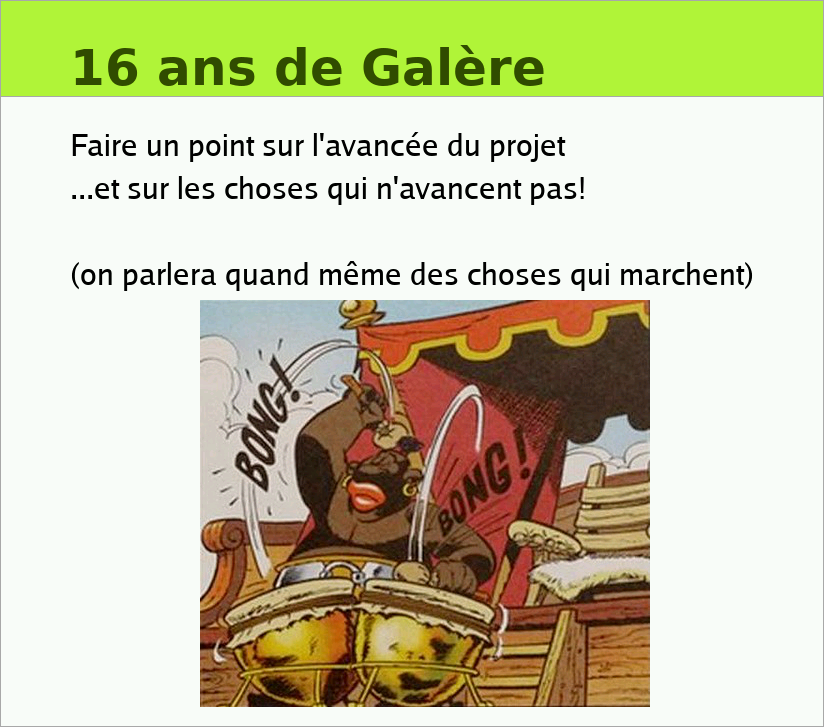 16 ans de Galère
Faire un point sur l'avancée du projet
...et sur les choses qui n'avancent pas!
(on parlera quand même des choses qui marchent)
BONG!
BONG!